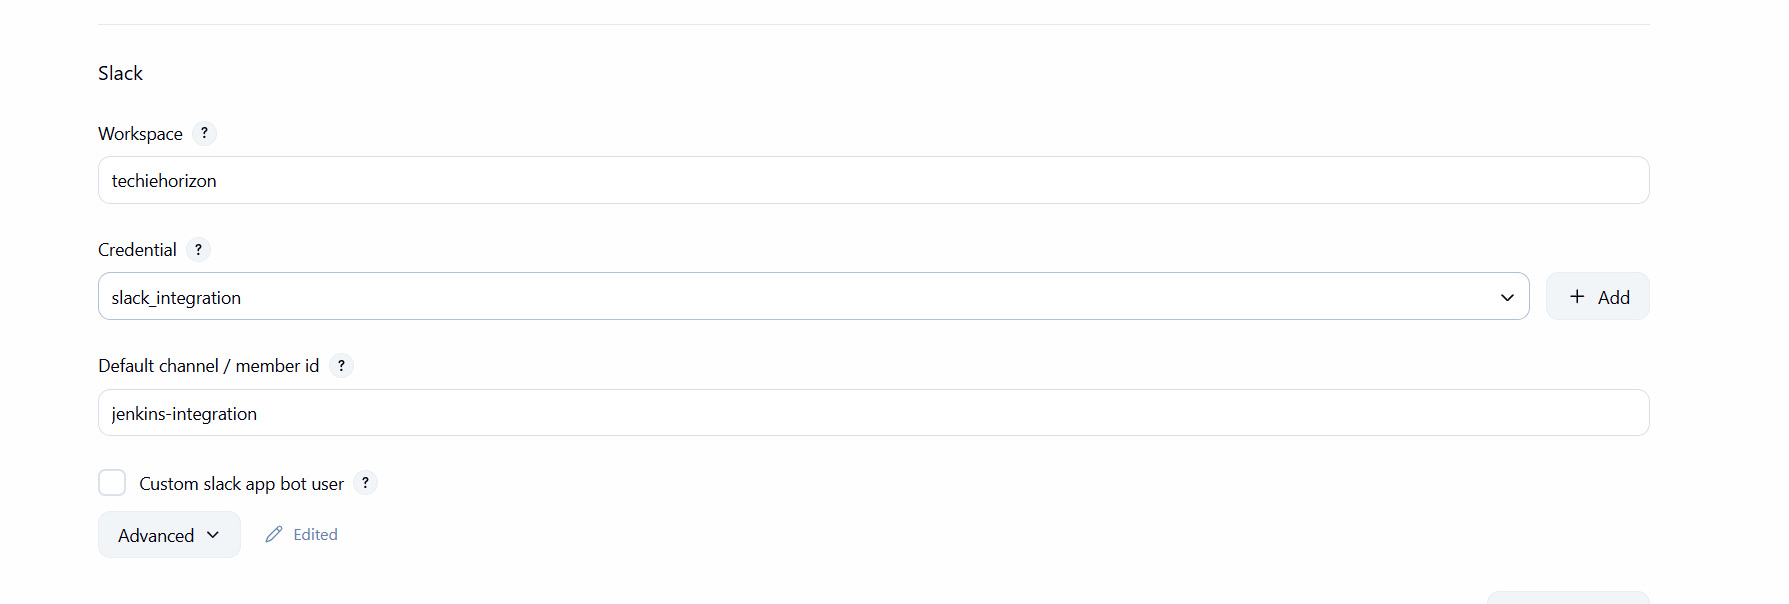 Slack
Workspace ?
techiehorizon
Credential ?
slack_integration
+ Add
Default channel / member id ?
jenkins-integration
Custom slack app bot user ?
Advanced
Edited